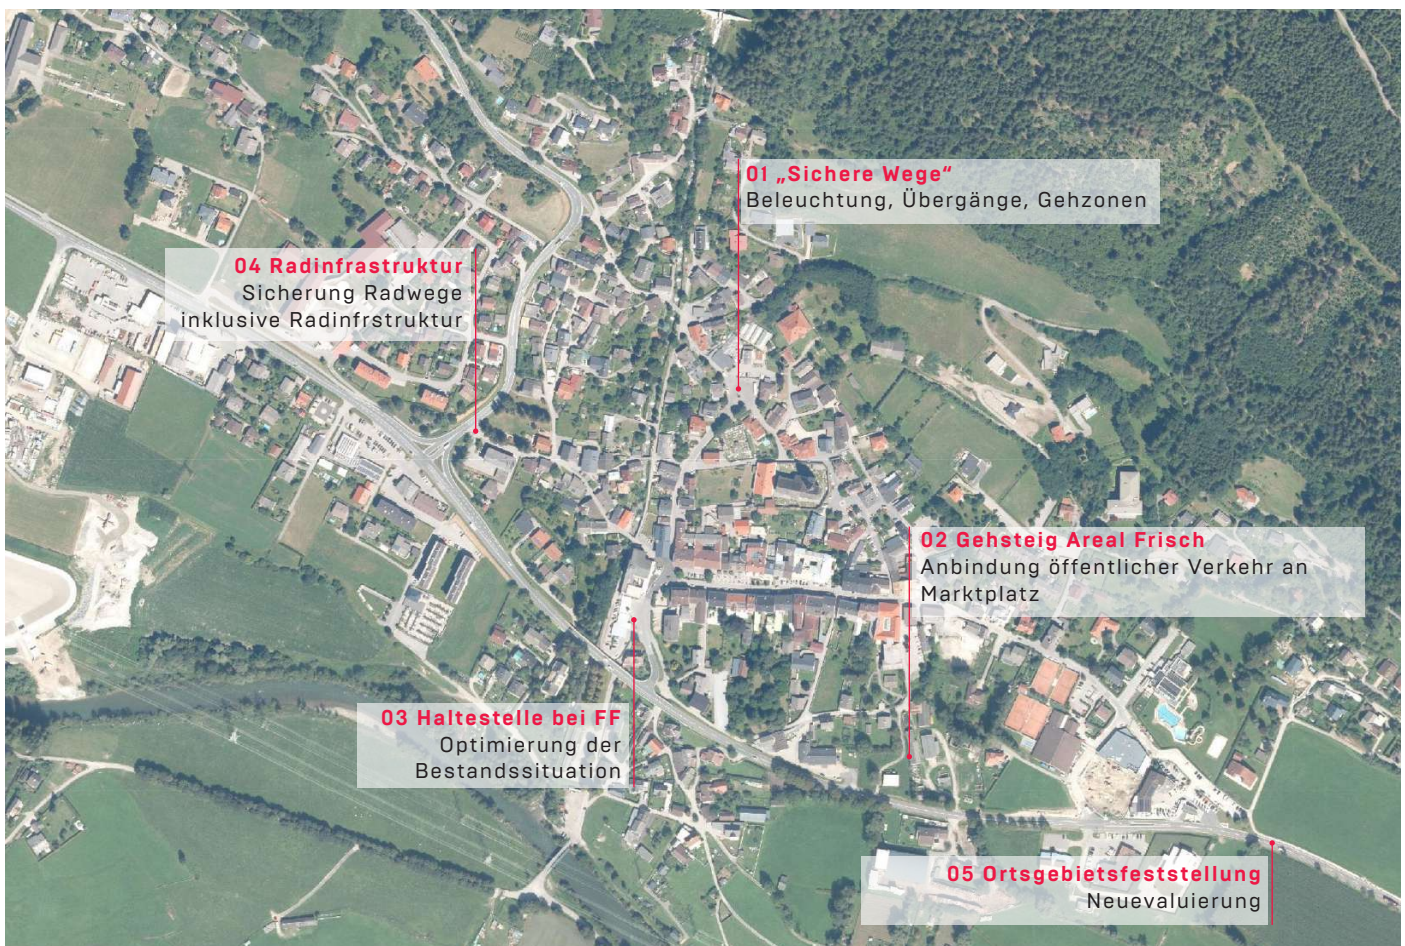 01 „Sichere Wege“
Beleuchtung, Übergänge, Gehzonen
04 Radinfrastruktur
Sicherung Radwege
inklusive Radinfrstruktur
02 Gehsteig Areal Frisch
Anbindung öffentlicher Verkehr an
Marktplatz
03 Haltestelle bei FF
Optimierung der
Bestandssituation
05 Ortsgebietsfeststellung
Neuevaluierung